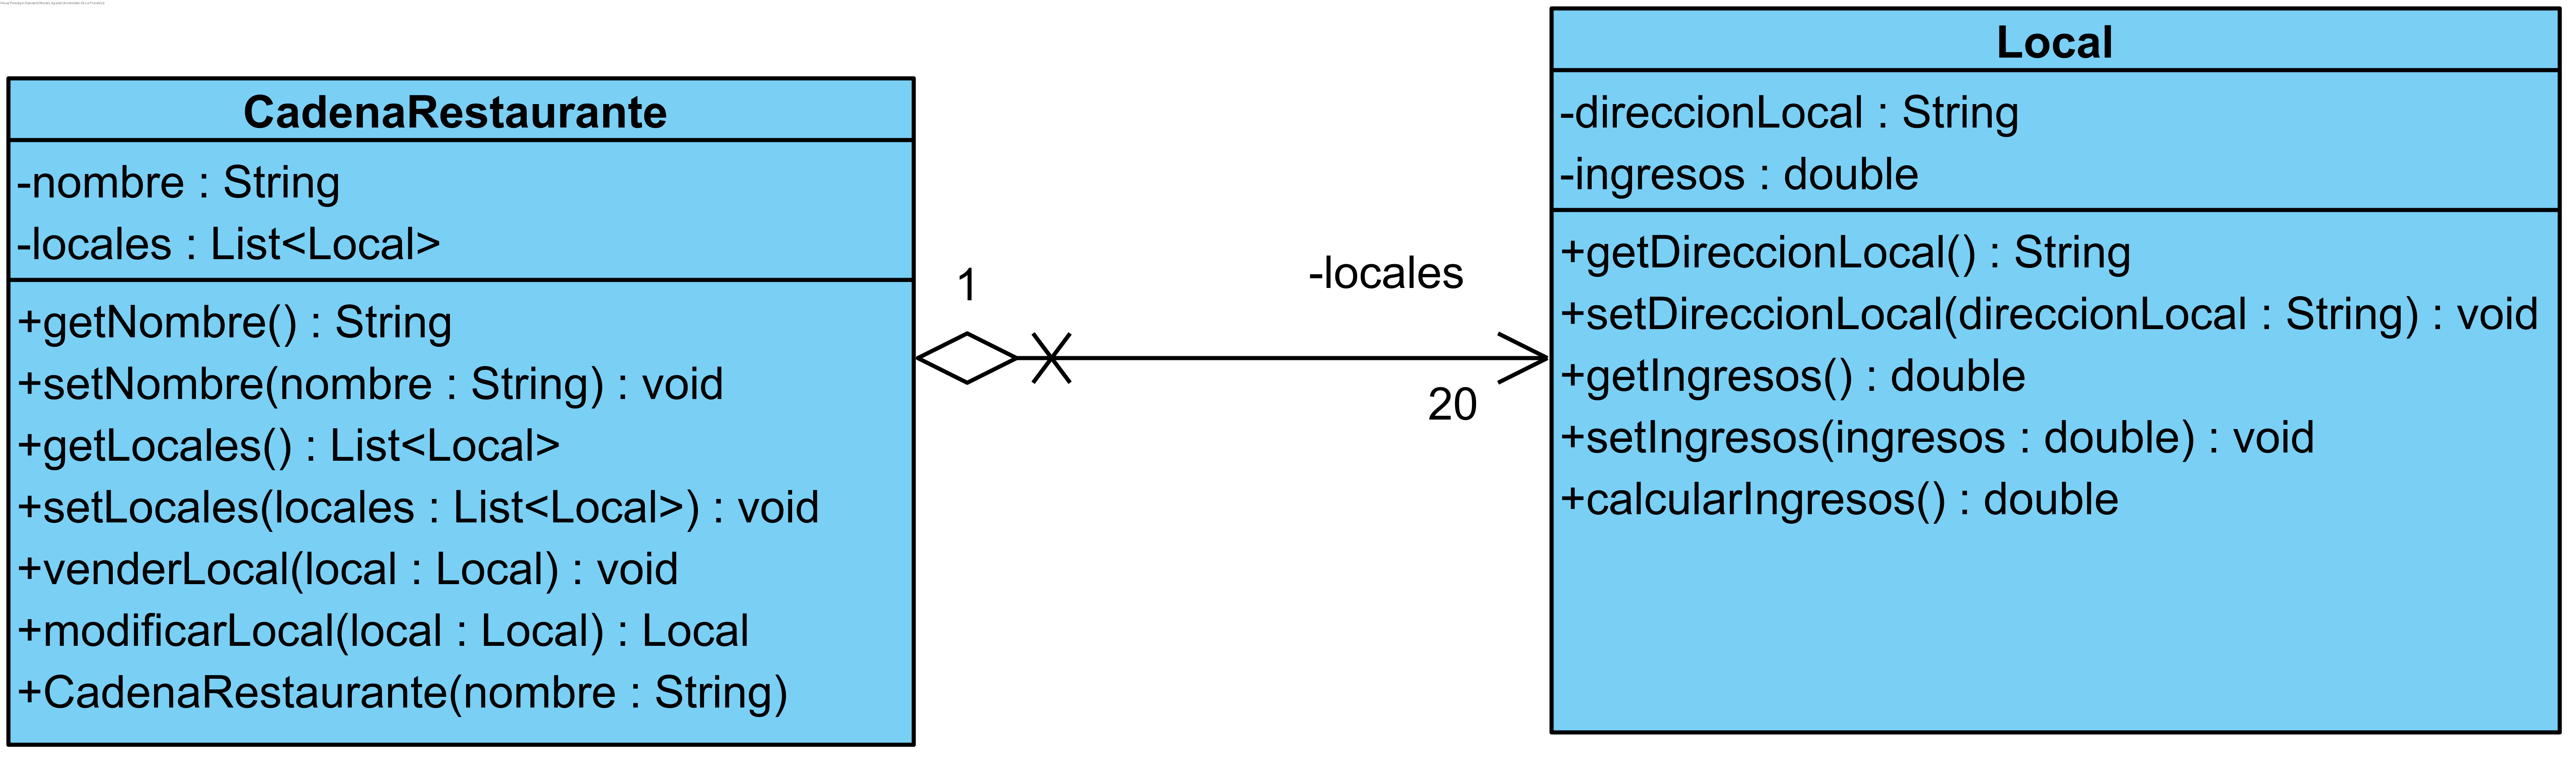 CadenaRestaurante
-nombre : String
-locales : List<Local>
+getNombre() : String
+setNombre(nombre : String) : void
+getLocales() : List<Local>
+setLocales(locales : List<Local>) : void
+venderLocal(local : Local) : void
+modificarLocal(local : Local) : Local
+CadenaRestaurante(nombre : String)
1
-locales
20
Local
-direccionLocal : String
-ingresos : double
+getDireccionLocal() : String
+setDireccionLocal(direccionLocal : String) : void
+getIngresos() : double
+setIngresos(ingresos : double) : void
+calcularIngresos() : double